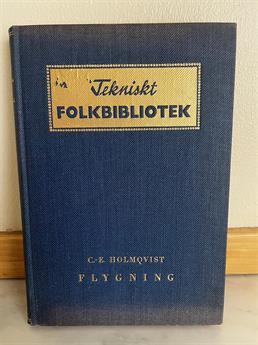 Tekniskt
FOLKBIBLIOTEK
C.-E. HOLMQVIST
FLYGNING